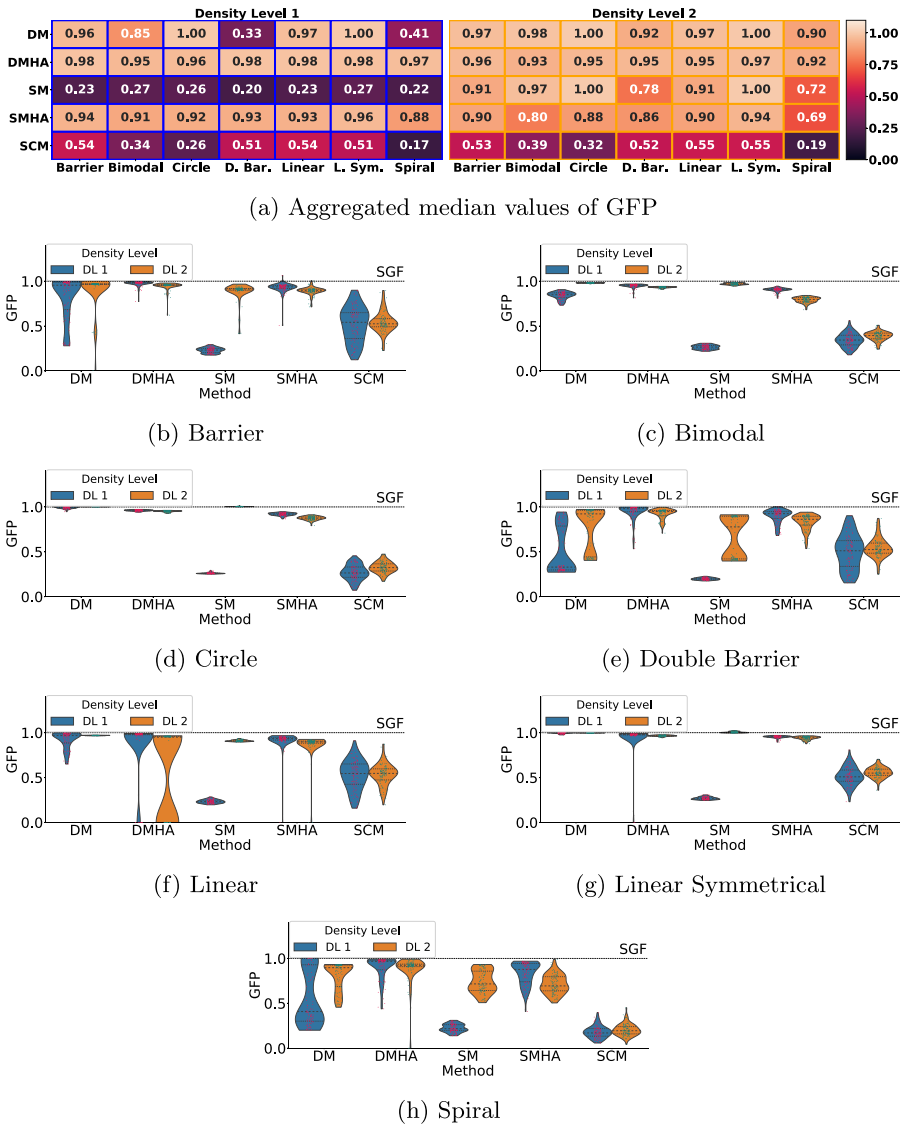 Density Level 1 Density Level 2
DM 0.96 0.85 1.00 0.33 0.97 1.00 0.41 0.97 0.98 1.00 0.92 0.97 1.00 0.90 1.00
DMHA 0.98 0.95 0.96 0.98 0.98 0.98 0.97 0.96 0.93 0.95 0.95 0.95 0.97 0.92 0.75
SM 0.23 0.27 0.26 0.20 0.23 0.27 0.22 0.91 0.97 1.00 0.78 0.91 1.00 0.72 0.50
SMHA 0.94 0.91 0.92 0.93 0.93 0.96 0.88 0.90 0.80 0.88 0.86 0.90 0.94 0.69 0.25
SCM 0.54 0.34 0.26 0.51 0.54 0.51 0.17 0.53 0.39 0.32 0.52 0.55 0.55 0.19 0.00
Barrier Bimodal Circle D. Bar. Linear L. Sym. Spiral Barrier Bimodal Circle D. Bar. Linear L. Sym. Spiral
(a) Aggregated median values of GFP
Density Level
DL 1 DL 2
SGF
GFP
1.0
0.5
0.0
DM DMHA SM SMHA SCM
Method
(b) Barrier
Density Level
DL 1 DL 2
SGF
GFP
1.0
0.5
0.0
DM DMHA SM SMHA SCM
Method
(c) Bimodal
Density Level
DL 1 DL 2
SGF
GFP
1.0
0.5
0.0
DM DMHA SM SMHA SCM
Method
(d) Circle
Density Level
DL 1 DL 2
SGF
GFP
1.0
0.5
0.0
DM DMHA SM SMHA SCM
Method
(e) Double Barrier
Density Level
DL 1 DL 2
SGF
GFP
1.0
0.5
0.0
DM DMHA SM SMHA SCM
Method
(f) Linear
Density Level
DL 1 DL 2
SGF
GFP
1.0
0.5
0.0
DM DMHA SM SMHA SCM
Method
(g) Linear Symmetrical
Density Level
DL 1 DL 2
SGF
GFP
1.0
0.5
0.0
DM DMHA SM SMHA SCM
Method
(h) Spiral